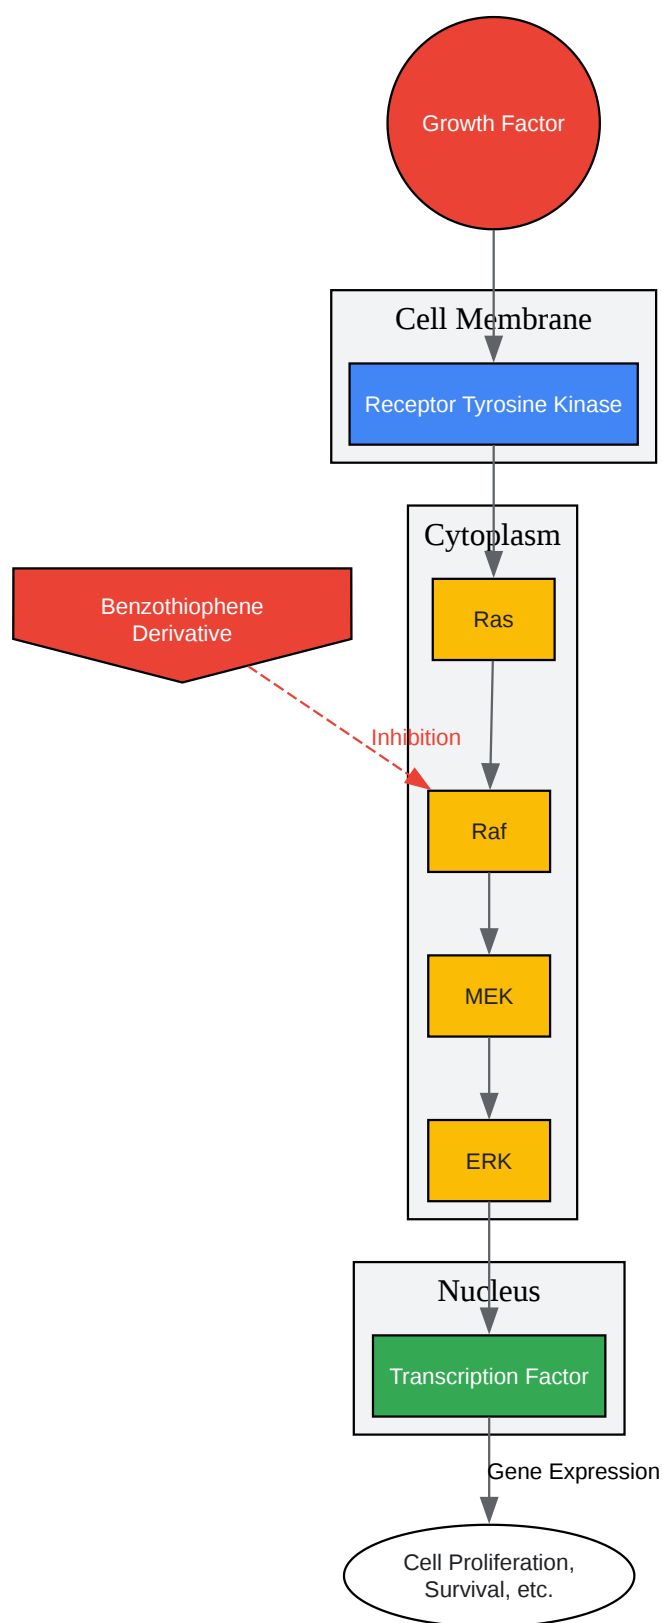 Growth Factor
Cell Membrane
Receptor Tyrosine Kinase
Cytoplasm
Ras
Benzothiophene
Derivative
Inhibition
Raf
MEK
ERK
Nucleus
Transcription Factor
Gene Expression
Cell Proliferation,
Survival, etc.